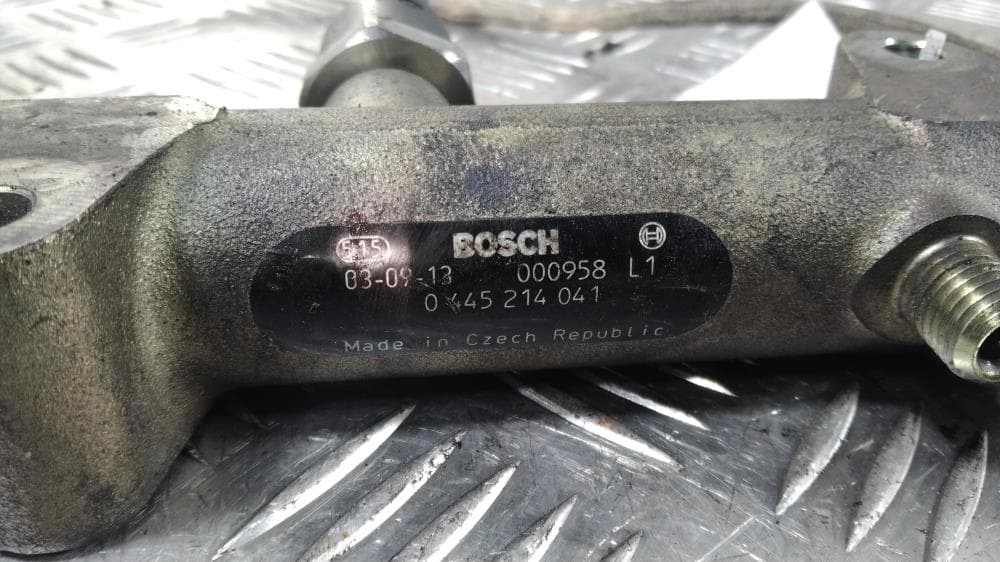 515 BOSCH
03-09-13 000958 L1
0 445 214 041
Made in Czech Republic